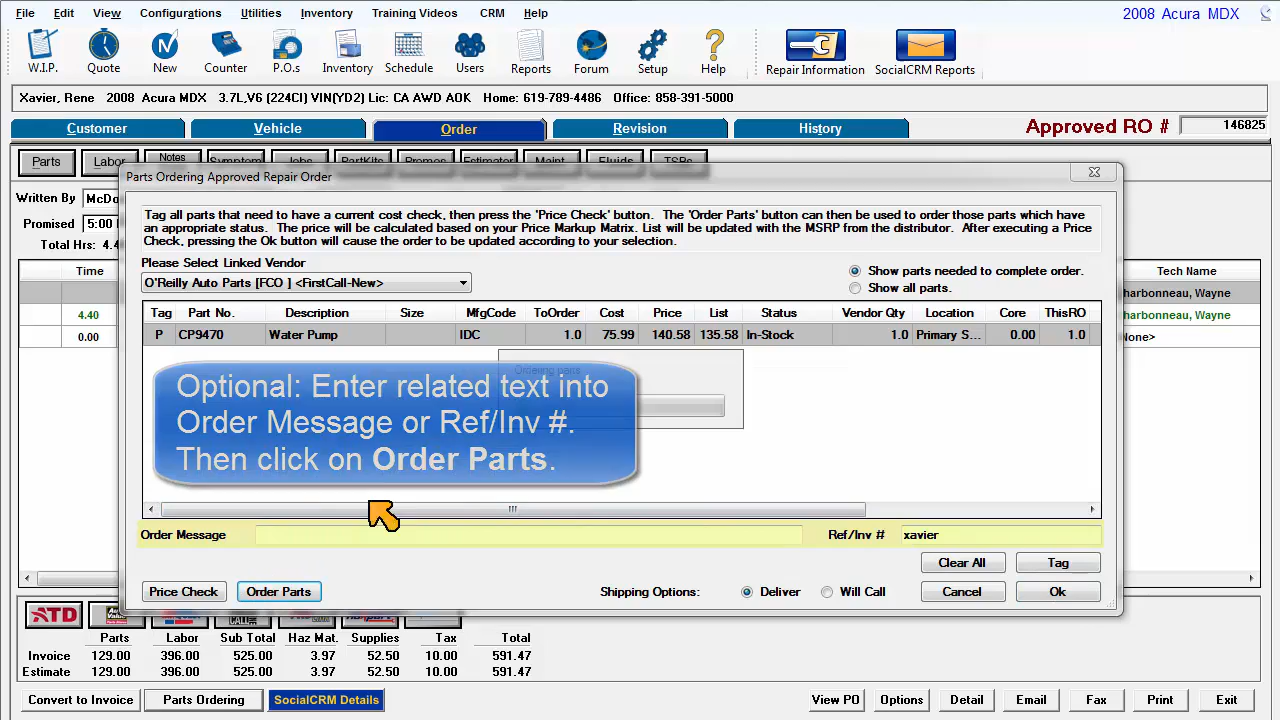 File Edit View Configurations Utilities Inventory Training Videos CRM Help 2008 Acura MDX
W.I.P. Quote New Counter P.O.s Inventory Schedule Users Reports Forum Setup Help Repair Information SocialCRM Reports
Xavier, Rene 2008 Acura MDX 3.7L,V6 (224CI) VIN(YD2) Lic: CA AWD AOK Home: 619-789-4486 Office: 858-391-5000
Customer Vehicle Order Revision History Approved RO # 146825
Parts Labor Notes Symptom Jobs PartKits Promos Estimator Maint Fluids TSBs
Parts Ordering Approved Repair Order
Written By McDo
Promised 5:00
Total Hrs: 4.4
Tag all parts that need to have a current cost check, then press the 'Price Check' button. The 'Order Parts' button can then be used to order those parts which have
an appropriate status. The price will be calculated based on your Price Markup Matrix. List will be updated with the MSRP from the distributor. After executing a Price
Check, pressing the Ok button will cause the order to be updated according to your selection.
Please Select Linked Vendor
O'Reilly Auto Parts [FCO ] <FirstCall-New>
Show parts needed to complete order.
Show all parts.
Time Tech Name
harbonneau, Wayne
4.40 harbonneau, Wayne
0.00 None>
Tag Part No. Description Size MfgCode ToOrder Cost Price List Status Vendor Qty Location Core ThisRO
P CP9470 Water Pump IDC 1.0 75.99 140.58 135.58 In-Stock 1.0 Primary S... 0.00 1.0
Ordering parts
Optional: Enter related text into
Order Message or Ref/Inv #.
Then click on Order Parts.
Order Message Ref/Inv # xavier
Clear All Tag
Price Check Order Parts Shipping Options: Deliver Will Call Cancel Ok
ATD
Parts Labor Sub Total Haz Mat. Supplies Tax Total
Invoice 129.00 396.00 525.00 3.97 52.50 10.00 591.47
Estimate 129.00 396.00 525.00 3.97 52.50 10.00 591.47
Convert to Invoice Parts Ordering SocialCRM Details View PO Options Detail Email Fax Print Exit